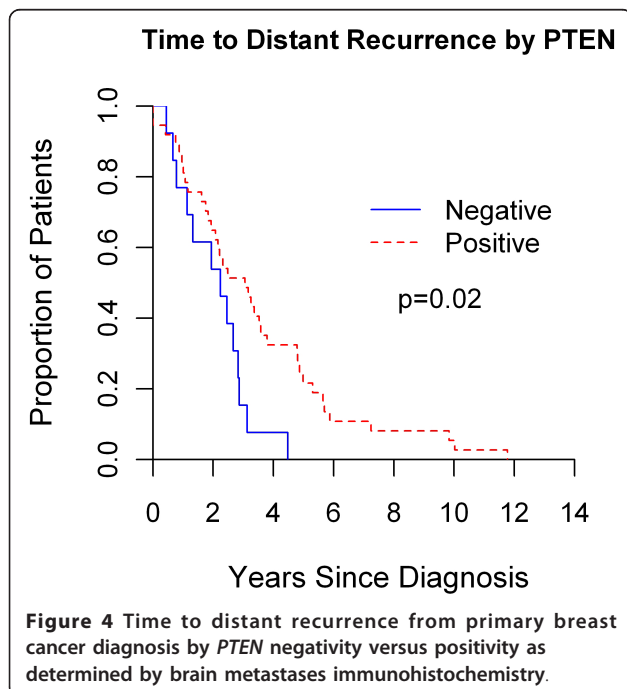 Time to Distant Recurrence by PTEN
Proportion of Patients
1.0
0.8
0.6
0.4
0.2
0.0
Negative
Positive
p=0.02
0 2 4 6 8 10 12 14
Years Since Diagnosis
Figure 4 Time to distant recurrence from primary breast
cancer diagnosis by PTEN negativity versus positivity as
determined by brain metastases immunohistochemistry.